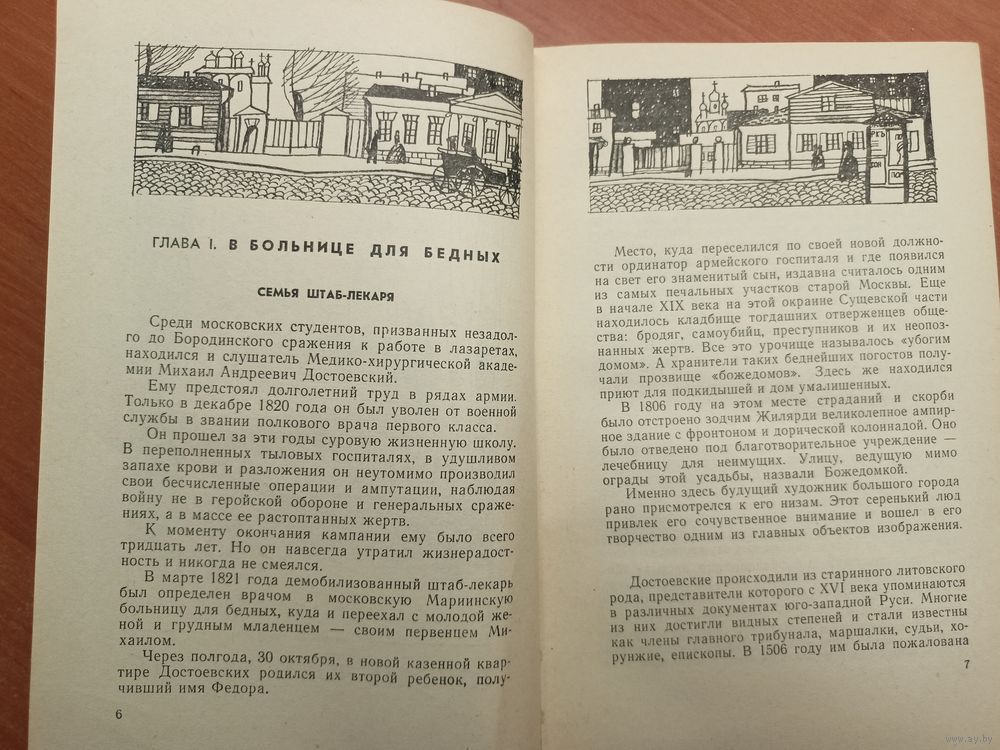 ГЛАВА I. В БОЛЬНИЦЕ ДЛЯ БЕДНЫХ
СЕМЬЯ ШТАБ-ЛЕКАРЯ
Среди московских студентов, призванных незадол-
го до Бородинского сражения к работе в лазаретах,
находился и слушатель Медико-хирургической акаде-
мии Михаил Андреевич Достоевский.
Ему предстоял долголетний труд в рядах армии.
Только в декабре 1820 года он был уволен от военной
службы в звании полкового врача первого класса.
Он прошел за эти годы суровую жизненную школу.
В переполненных тыловых госпиталях, в удушливом
запахе крови и разложения он неутомимо производил
свои бесчисленные операции и ампутации, наблюдая
войну не в геройской обороне и генеральных сраже-
ниях, а в массе ее растоптанных жертв.
К моменту окончания кампании ему было всего
тридцать лет. Но он навсегда утратил жизнерадост-
ность и никогда не смеялся.
В марте 1821 года демобилизованный штаб-лекарь
был определен врачом в московскую Мариинскую
больницу для бедных, куда и переехал с молодой же-
ной и грудным младенцем — своим первенцем Ми-
хаилом.
Через полгода, 30 октября, в новой казенной квар-
тире Достоевских родился их второй ребенок, полу-
чивший имя Федора.
6
Место, куда переселился по своей новой должно-
сти ординатор армейского госпиталя и где появился
на свет его знаменитый сын, издавна считалось одним
из самых печальных участков старой Москвы. Еще
в начале XIX века на этой окраине Сущевской части
находилось кладбище тогдашних отверженцев обще-
ства: бродяг, самоубийц, преступников и их неопоз-
нанных жертв. Все это урочище называлось «убогим
домом». А хранители таких беднейших погостов полу-
чали прозвище «божедомов». Здесь же находился
приют для подкидышей и дом умалишенных.
В 1806 году на этом месте страданий и скорби
было отстроено зодчим Жилярди великолепное ампир-
ное здание с фронтоном и дорической колоннадой. Оно
было отведено под благотворительное учреждение —
лечебницу для неимущих. Улицу, ведущую мимо
ограды этой усадьбы, назвали Божедомкой.
Именно здесь будущий художник большого города
рано присмотрелся к его низам. Этот серенький люд
привлек его сочувственное внимание и вошел в его
творчество одним из главных объектов изображения.
Достоевские происходили из старинного литовского
рода, представители которого с XVI века упоминаются
в различных документах юго-западной Руси. Многие
из них достигли видных степеней и стали известны
как члены главного трибунала, маршалки, судьи, хо-
рунжие, епископы. В 1506 году им была пожалована
7
www.ay.by